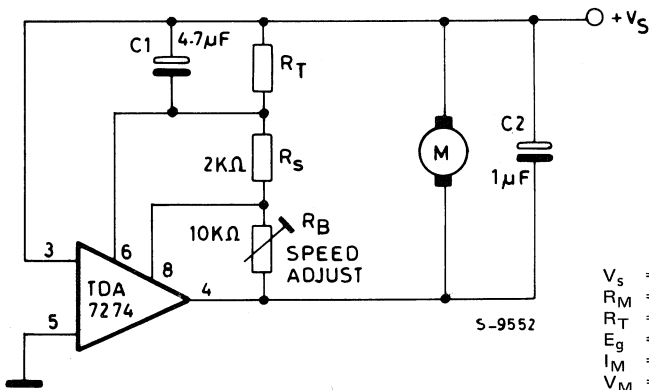 +VS
C1
4.7μF
RT
C2
M
2KΩ
RS
1μF
10KΩ
RB
SPEED
ADJUST
3
6
8
TDA
7274
4
5
S-9552
Vs =
RM =
RT =
Eg =
IM =
VM =